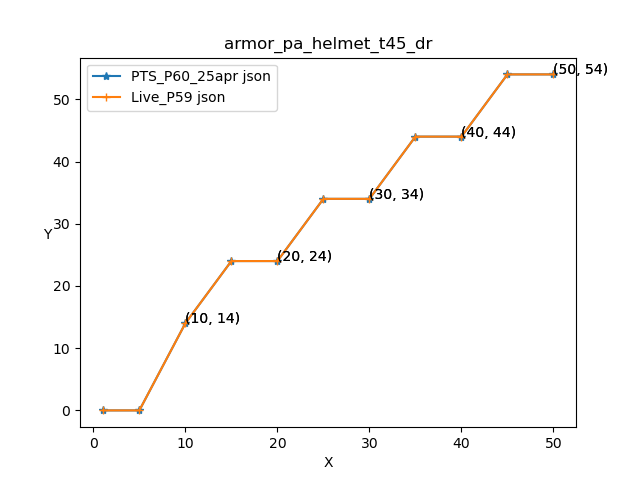 armor_pa_helmet_t45_dr
PTS_P60_25apr json
Live_P59 json
(50, 54)
(40, 44)
(30, 34)
(20, 24)
(10, 14)
50
40
30
20
10
0
Y
0 10 20 30 40 50
X